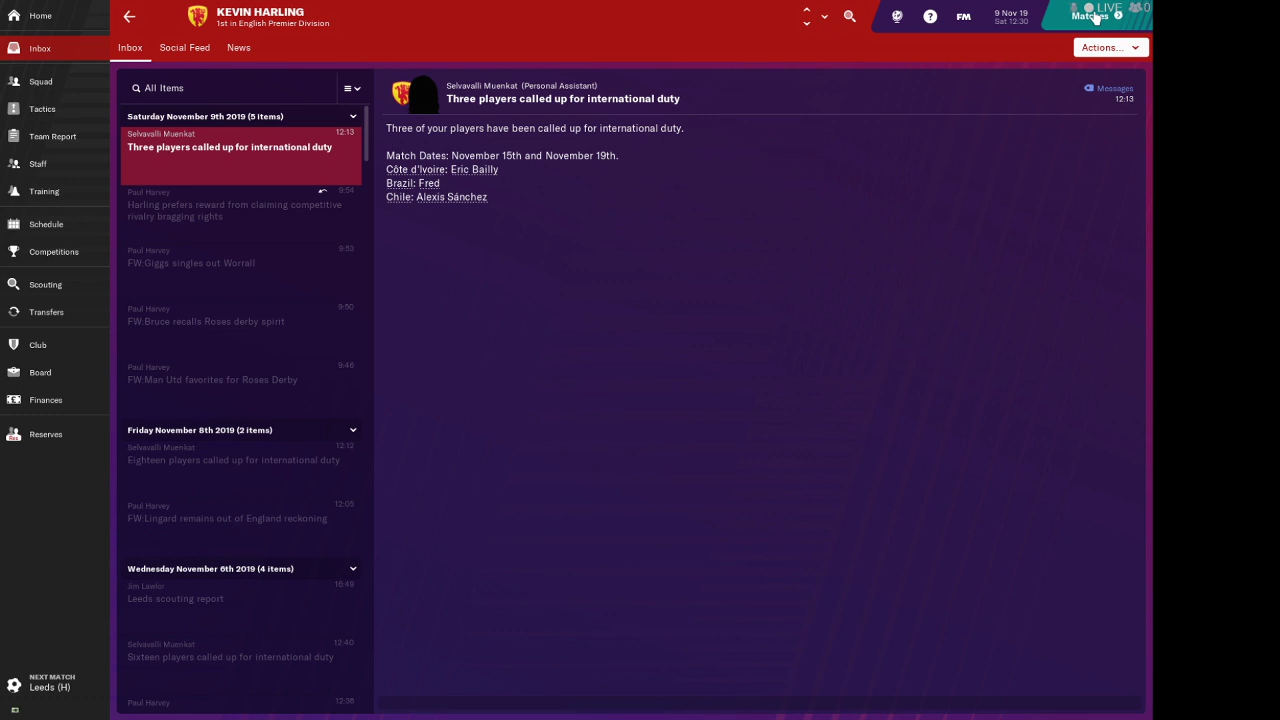 Home
Inbox
Squad
Tactics
Team Report
Staff
Training
Schedule
Competitions
Scouting
Transfers
Club
Board
Finances
Res
Reserves
NEXT MATCH
Leeds (H)
KEVIN HARLING
1st in English Premier Division
FM
9 Nov 19
Sat 12:30
Matches
LIVE
0
Inbox
Social Feed
News
Actions...
All Items
Saturday November 9th 2019 (5 items)
Selvavalli Muenkat 12:13
Three players called up for international duty
Paul Harvey 9:54
Harling prefers reward from claiming competitive
rivalry bragging rights
Paul Harvey 9:53
FW:Giggs singles out Worrall
Paul Harvey 9:50
FW:Bruce recalls Roses derby spirit
Paul Harvey 9:46
FW:Man Utd favorites for Roses Derby
Friday November 8th 2019 (2 items)
Selvavalli Muenkat 12:12
Eighteen players called up for international duty
Paul Harvey 12:05
FW:Lingard remains out of England reckoning
Wednesday November 6th 2019 (4 items)
Jim Lawlor 16:49
Leeds scouting report
Selvavalli Muenkat 12:40
Sixteen players called up for international duty
Paul Harvey 12:36
Selvavalli Muenkat (Personal Assistant)
Three players called up for international duty
Messages
12:13
Three of your players have been called up for international duty.
Match Dates: November 15th and November 19th.
Côte d'Ivoire: Eric Bailly
Brazil: Fred
Chile: Alexis Sánchez